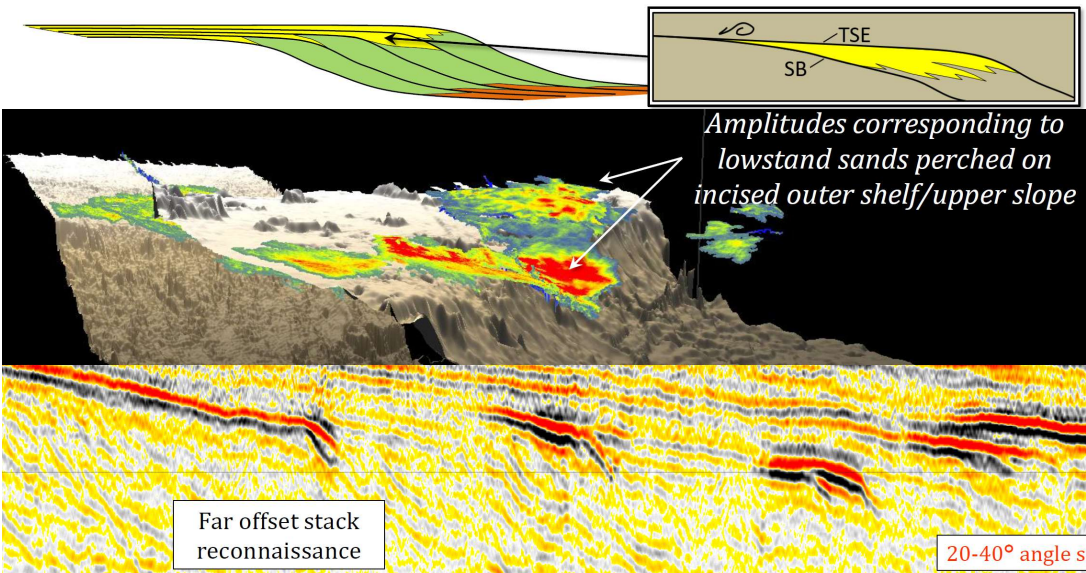 TSE
SB
Amplitudes corresponding to
lowstand sands perched on
incised outer shelf/upper slope
Far offset stack
reconnaissance
20-40° angle s